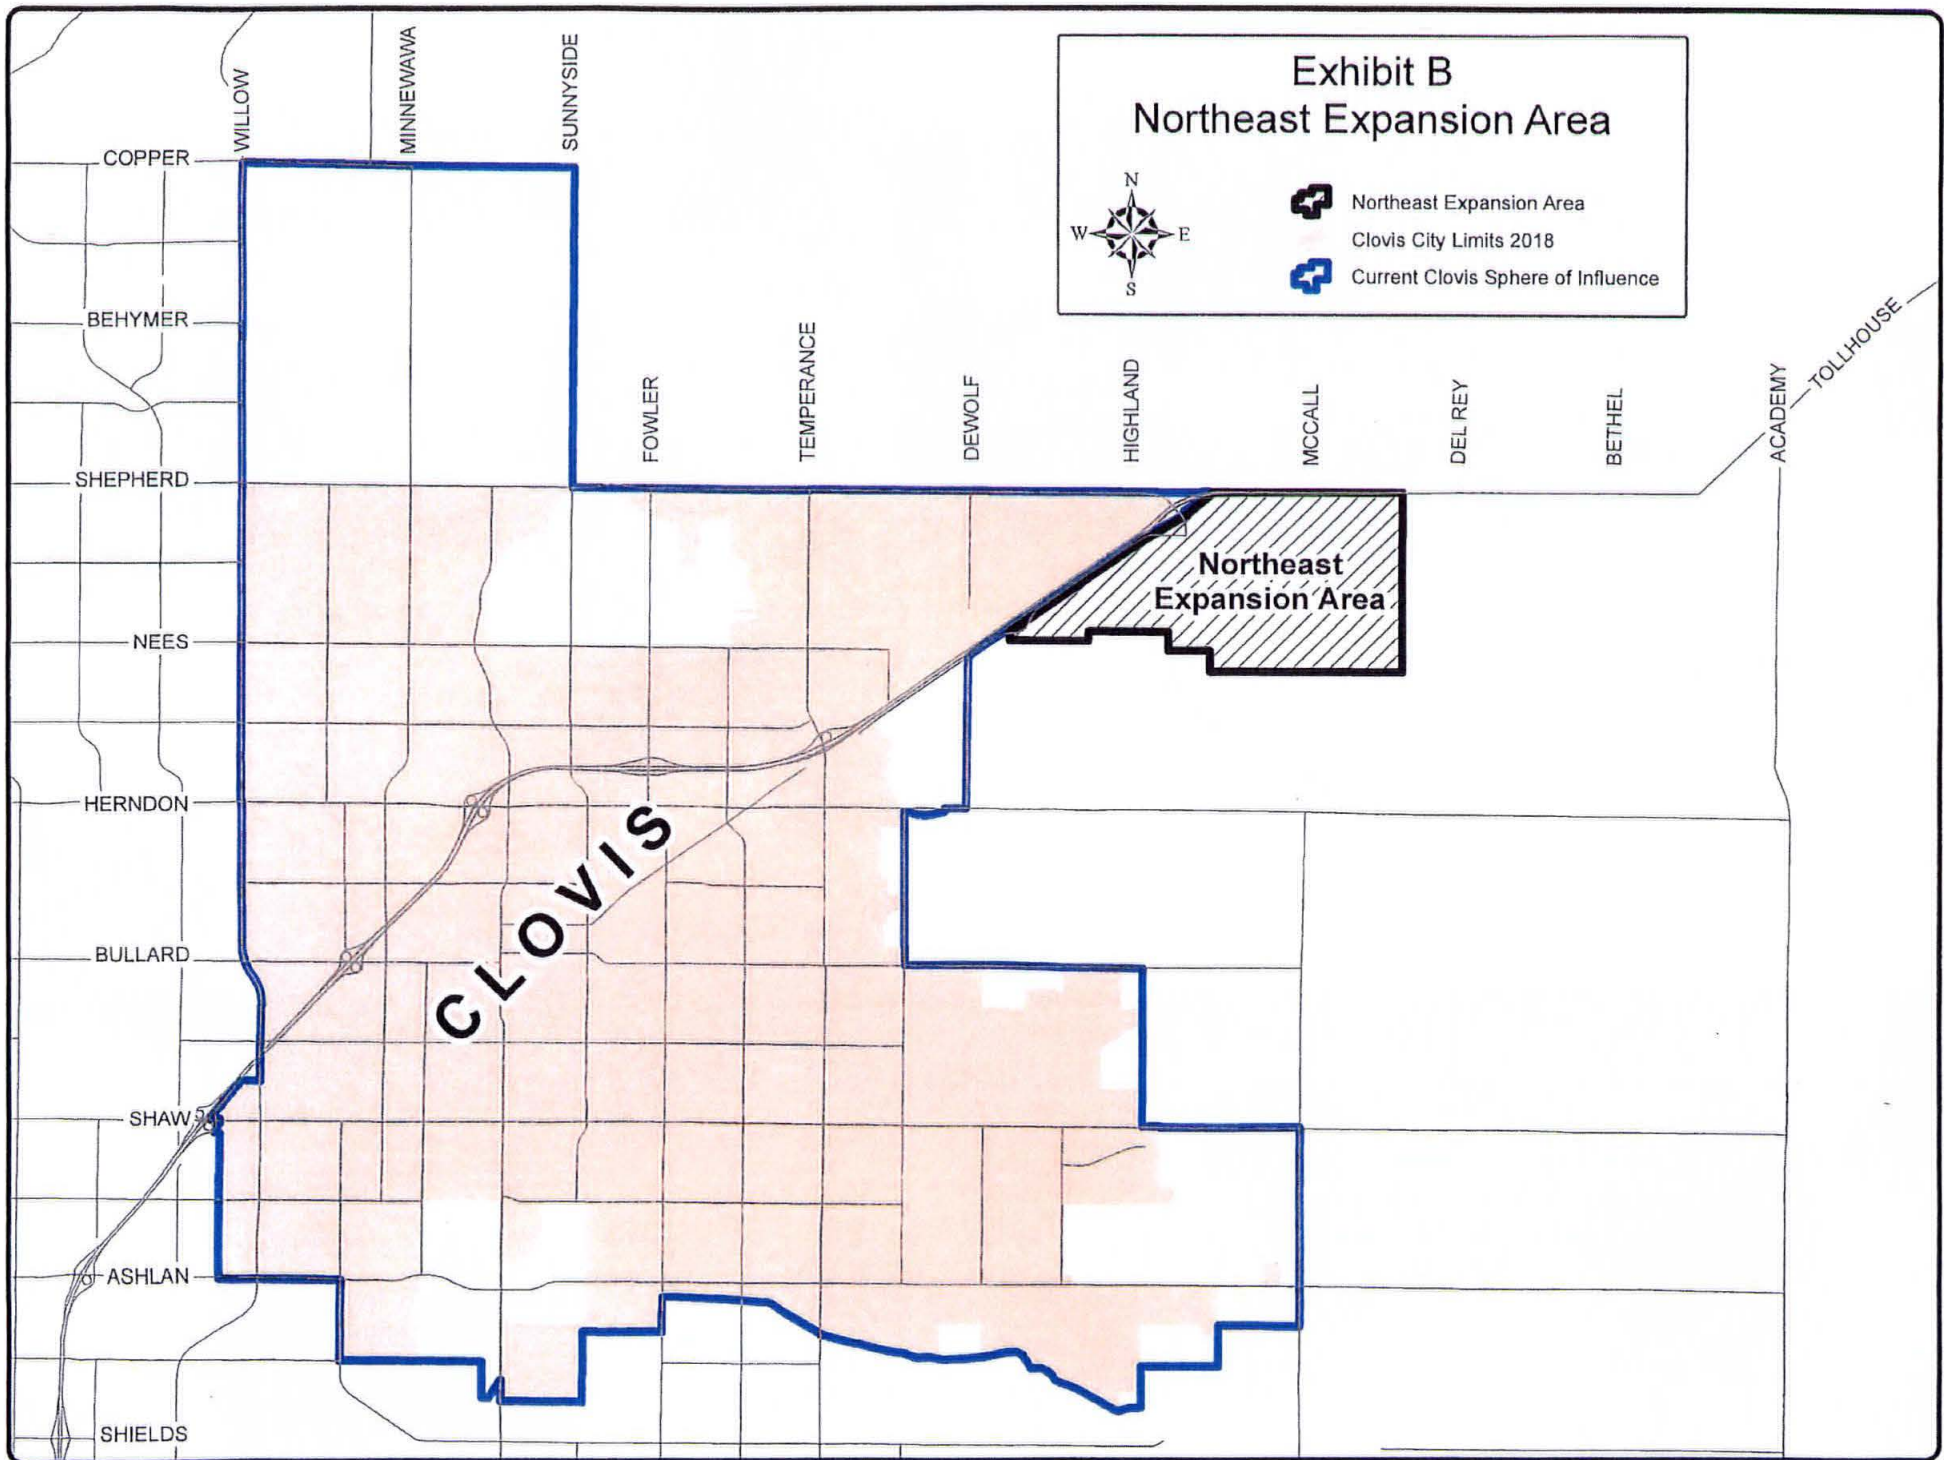 Exhibit B
Northeast Expansion Area
N
W
E
S
Northeast Expansion Area
Clovis City Limits 2018
Current Clovis Sphere of Influence
WILLOW
MINNEWAWA
SUNNYSIDE
COPPER
BEHYMER
FOWLER
TEMPERANCE
DEWOLF
HIGHLAND
MCCALL
DEL REY
BETHEL
ACADEMY
TOLLHOUSE
SHEPHERD
Northeast
Expansion Area
NEES
HERNDON
CLOVIS
BULLARD
SHAW
ASHLAN
SHIELDS